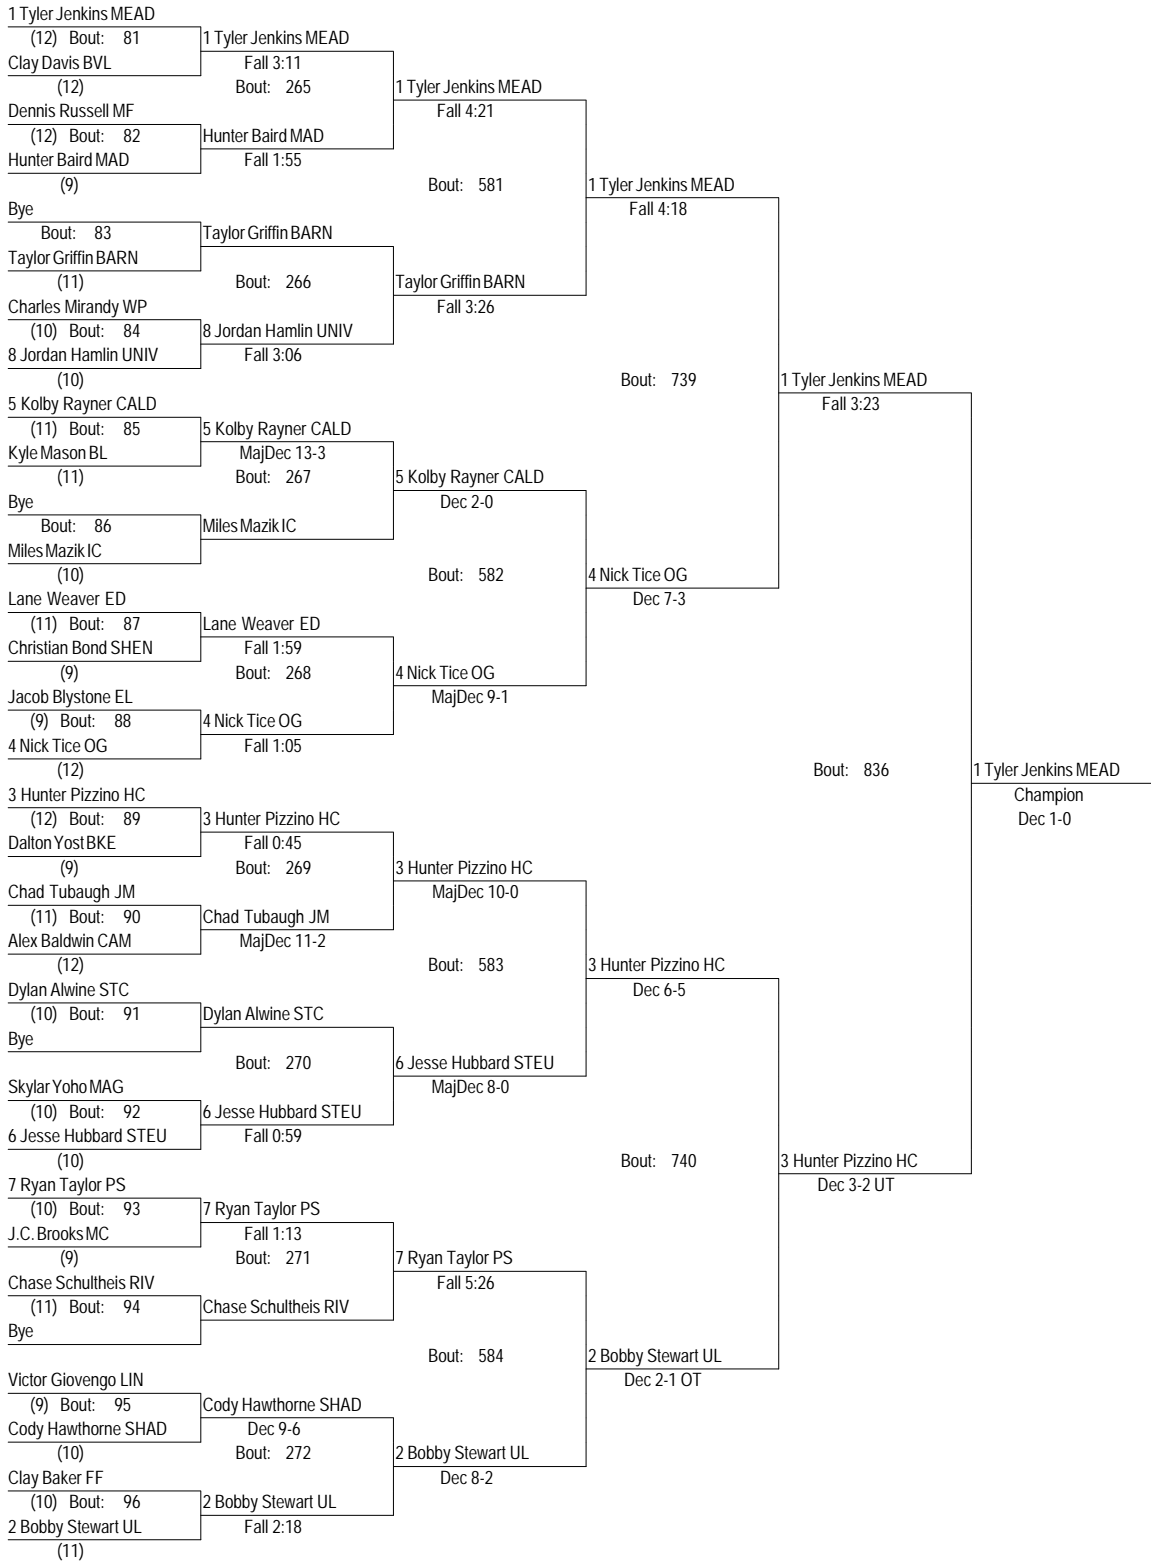 1 Tyler Jenkins MEAD
(12) Bout: 81
1 Tyler Jenkins MEAD
Clay Davis BVL
Fall 3:11
(12)
Bout: 265
1 Tyler Jenkins MEAD
Dennis Russell MF
Fall 4:21
(12) Bout: 82
Hunter Baird MAD
Hunter Baird MAD
Fall 1:55
(9)
Bout: 581
1 Tyler Jenkins MEAD
Bye
Fall 4:18
Bout: 83
Taylor Griffin BARN
Taylor Griffin BARN
(11)
Bout: 266
Taylor Griffin BARN
Charles Mirandy WP
Fall 3:26
(10) Bout: 84
8 Jordan Hamlin UNIV
8 Jordan Hamlin UNIV
Fall 3:06
(10)
Bout: 739
1 Tyler Jenkins MEAD
5 Kolby Rayner CALD
Fall 3:23
(11) Bout: 85
5 Kolby Rayner CALD
Kyle Mason BL
MajDec 13-3
(11)
Bout: 267
5 Kolby Rayner CALD
Bye
Dec 2-0
Bout: 86
Miles Mazik IC
Miles Mazik IC
(10)
Bout: 582
4 Nick Tice OG
Lane Weaver ED
Dec 7-3
(11) Bout: 87
Lane Weaver ED
Christian Bond SHEN
Fall 1:59
(9)
Bout: 268
4 Nick Tice OG
Jacob Blystone EL
MajDec 9-1
(9) Bout: 88
4 Nick Tice OG
4 Nick Tice OG
Fall 1:05
(12)
Bout: 836
1 Tyler Jenkins MEAD
3 Hunter Pizzino HC
Champion
(12) Bout: 89
3 Hunter Pizzino HC
Dec 1-0
Dalton Yost BKE
Fall 0:45
(9)
Bout: 269
3 Hunter Pizzino HC
Chad Tubaugh JM
MajDec 10-0
(11) Bout: 90
Chad Tubaugh JM
Alex Baldwin CAM
MajDec 11-2
(12)
Bout: 583
3 Hunter Pizzino HC
Dylan Alwine STC
Dec 6-5
(10) Bout: 91
Dylan Alwine STC
Bye
Bout: 270
6 Jesse Hubbard STEU
Skylar Yoho MAG
MajDec 8-0
(10) Bout: 92
6 Jesse Hubbard STEU
6 Jesse Hubbard STEU
Fall 0:59
(10)
Bout: 740
3 Hunter Pizzino HC
7 Ryan Taylor PS
Dec 3-2 UT
(10) Bout: 93
7 Ryan Taylor PS
J.C. Brooks MC
Fall 1:13
(9)
Bout: 271
7 Ryan Taylor PS
Chase Schultheis RIV
Fall 5:26
(11) Bout: 94
Chase Schultheis RIV
Bye
Bout: 584
2 Bobby Stewart UL
Victor Giovengo LIN
Dec 2-1 OT
(9) Bout: 95
Cody Hawthorne SHAD
Cody Hawthorne SHAD
Dec 9-6
(10)
Bout: 272
2 Bobby Stewart UL
Clay Baker FF
Dec 8-2
(10) Bout: 96
2 Bobby Stewart UL
2 Bobby Stewart UL
Fall 2:18
(11)